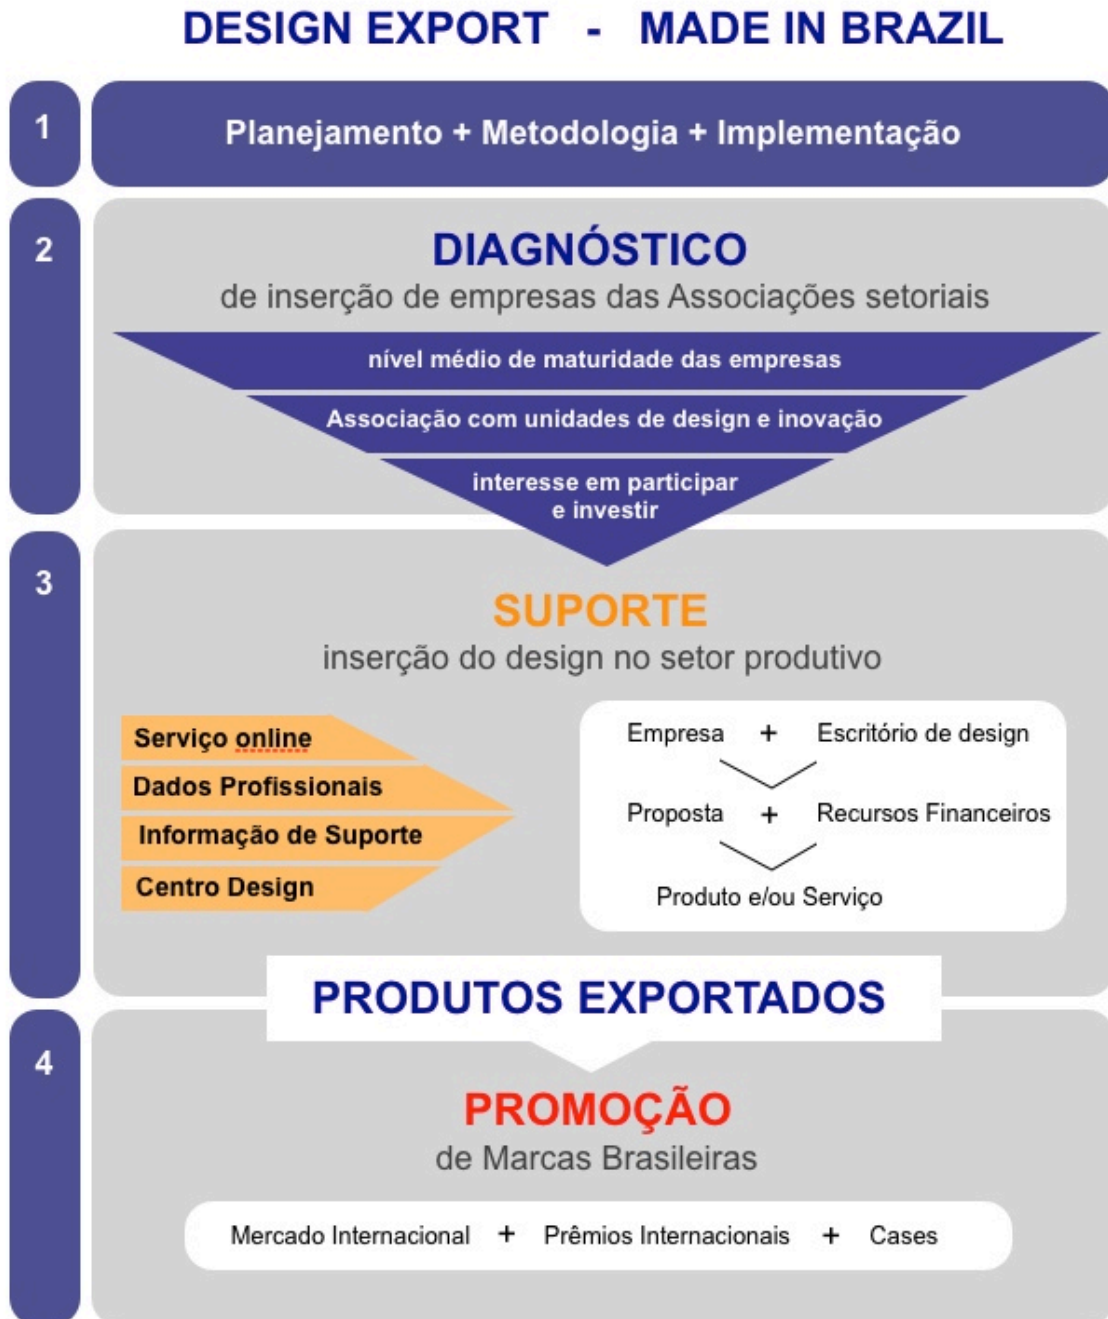 DESIGN EXPORT - MADE IN BRAZIL
1
Planejamento + Metodologia + Implementação
2
DIAGNÓSTICO
de inserção de empresas das Associações setoriais
nível médio de maturidade das empresas
Associação com unidades de design e inovação
interesse em participar
e investir
3
SUPORTE
inserção do design no setor produtivo
Serviço online
Dados Profissionais
Informação de Suporte
Centro Design
Empresa + Escritório de design
Proposta + Recursos Financeiros
Produto e/ou Serviço
PRODUTOS EXPORTADOS
4
PROMOÇÃO
de Marcas Brasileiras
Mercado Internacional + Prêmios Internacionais + Cases